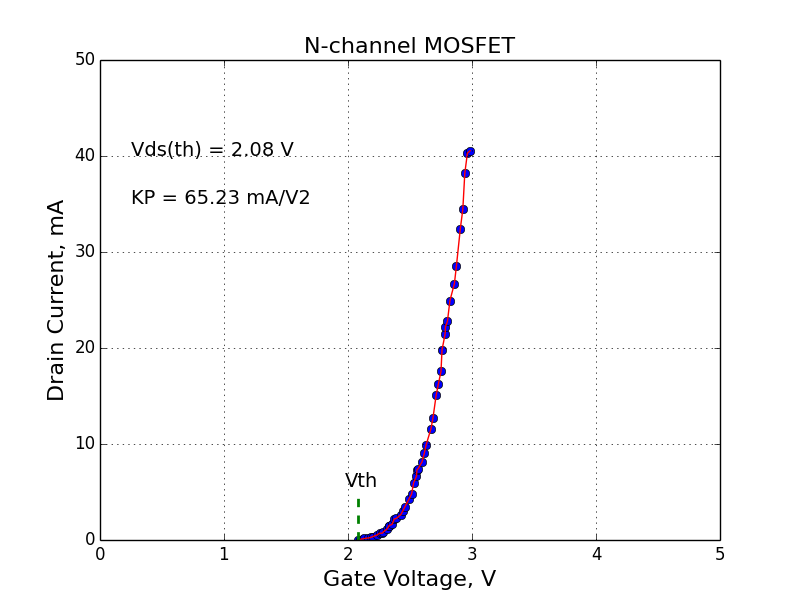 N-channel MOSFET
50
40
30
20
10
0
Drain Current, mA
Vds(th) = 2.08 V
KP = 65.23 mA/V2
Vth
0 1 2 3 4 5
Gate Voltage, V